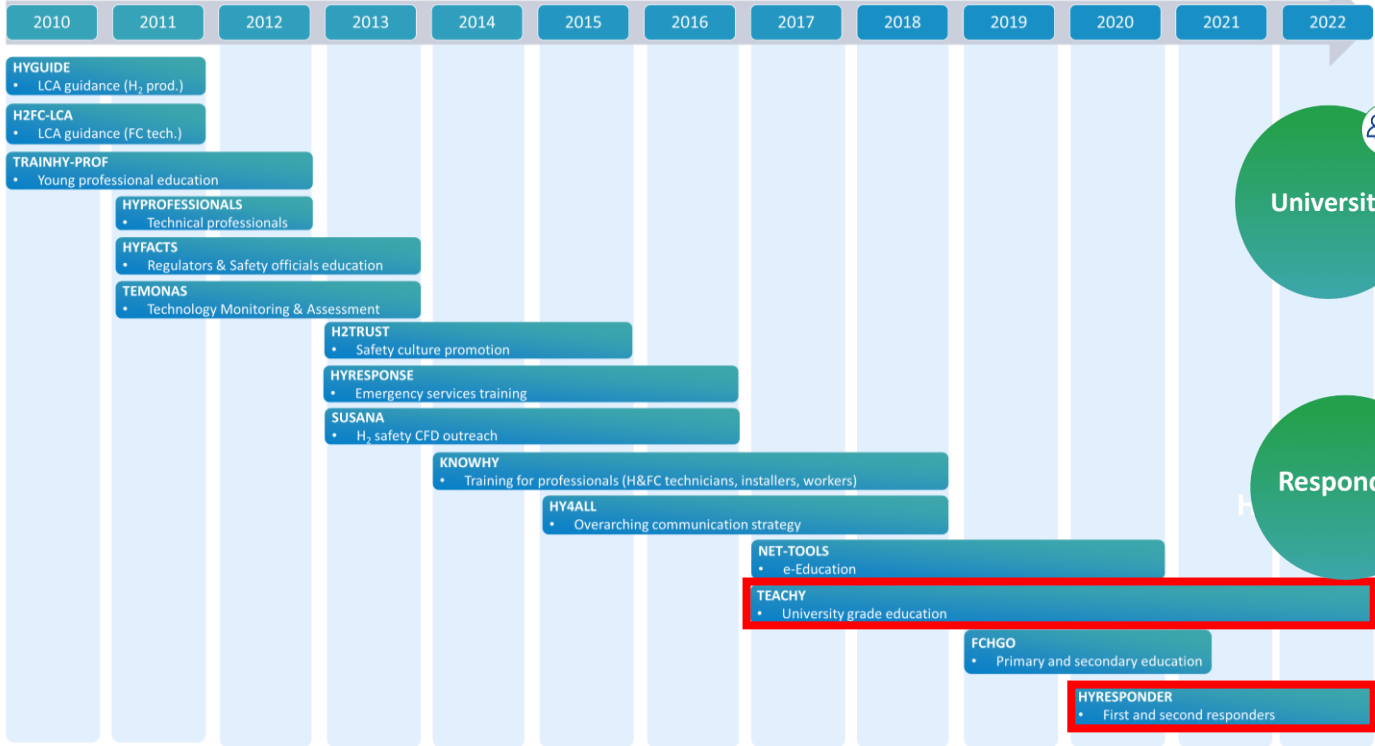 2010 2011 2012 2013 2014 2015 2016 2017 2018 2019 2020 2021 2022
HYGUIDE
• LCA guidance (H₂ prod.)
H2FC-LCA
• LCA guidance (FC tech.)
TRAINHY-PROF
• Young professional education
HYPROFESSIONALS
• Technical professionals
HYFACTS
• Regulators & Safety officials education
TEMONAS
• Technology Monitoring & Assessment
H2TRUST
• Safety culture promotion
HYRESPONSE
• Emergency services training
SUSANA
• H₂ safety CFD outreach
KNOWHY
• Training for professionals (H&FC technicians, installers, workers)
HY4ALL
• Overarching communication strategy
NET-TOOLS
• e-Education
TEACHY
• University grade education
FCHGO
• Primary and secondary education
HYRESPONDER
• First and second responders
Universit
Respond
H